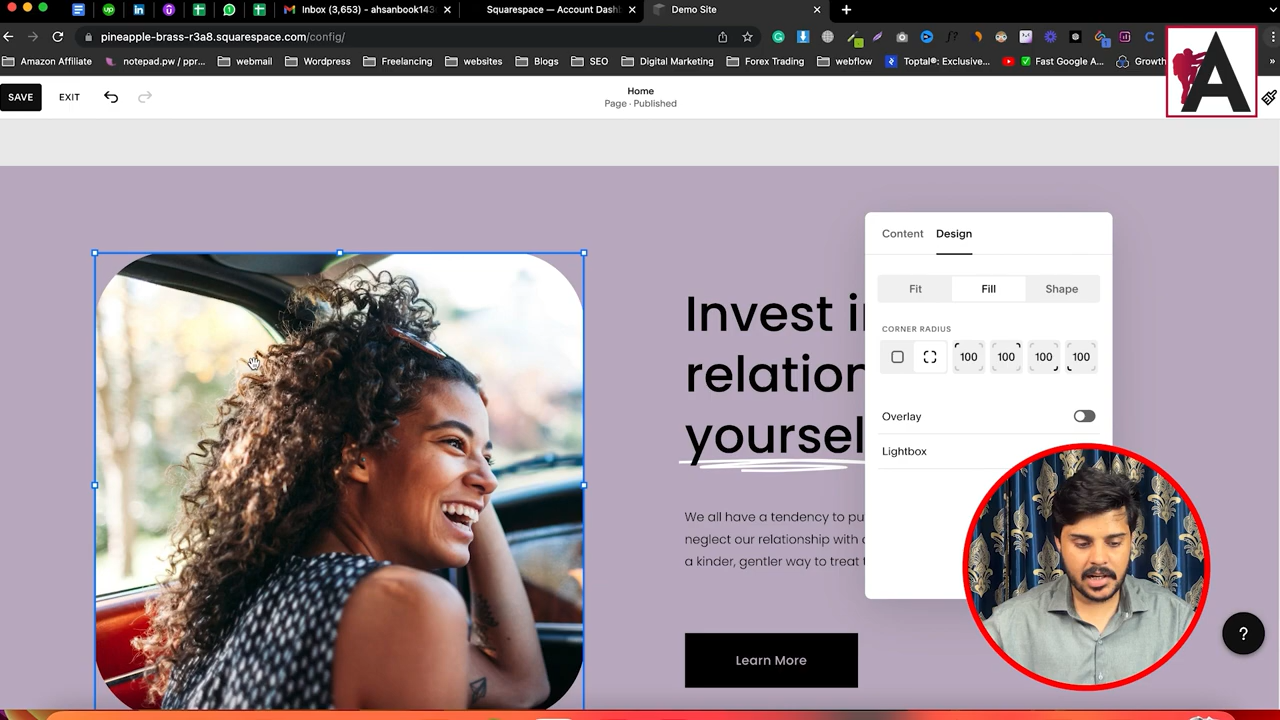 Inbox (3,653) – ahsanbook143
Squarespace — Account Dash
Demo Site
pineapple-brass-r3a8.squarespace.com/config/
Amazon Affiliate
notepad.pw / ppr...
webmail
Wordpress
Freelancing
websites
Blogs
SEO
Digital Marketing
Forex Trading
webflow
Toptal®: Exclusive...
Fast Google A...
Growth
SAVE
EXIT
Home
Page · Published
A
Content
Design
Fit
Fill
Shape
CORNER RADIUS
100
100
100
100
Overlay
Lightbox
Invest i
relation
yoursel
We all have a tendency to pu
neglect our relationship with
a kinder, gentler way to treat
Learn More
?